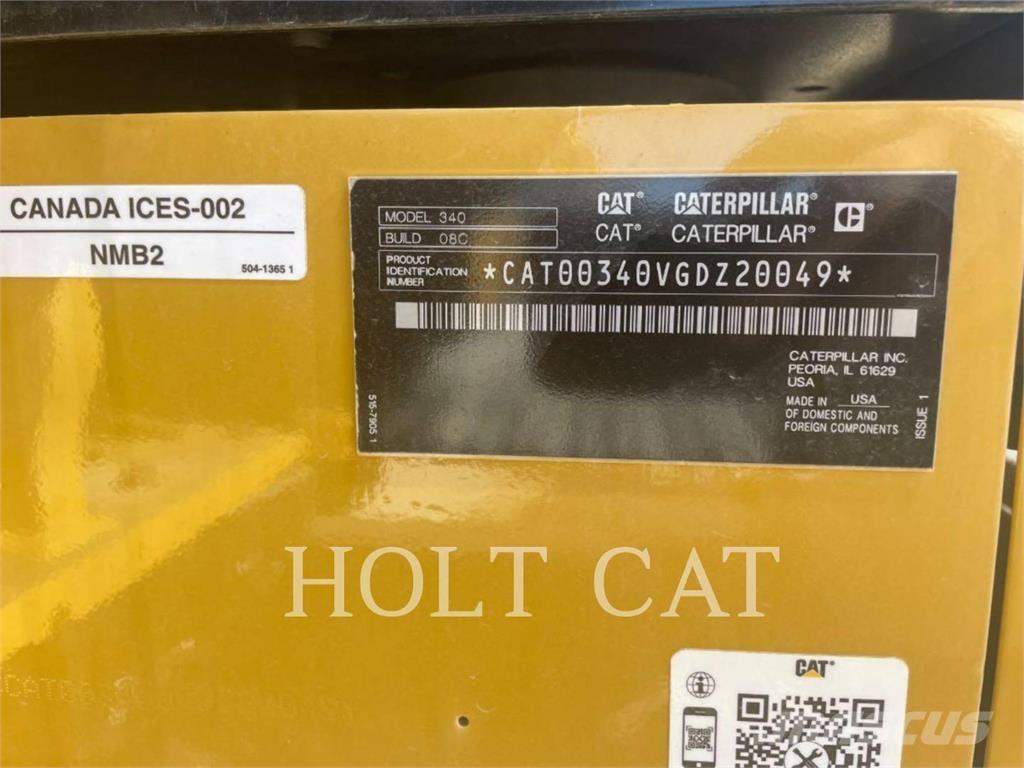 CANADA ICES-002
NMB2
504-1365 1
MODEL 340
BUILD 08C
CAT® CATERPILLAR® C®
CAT® CATERPILLAR®
PRODUCT IDENTIFICATION NUMBER
*CAT00340VGDZ20049*
CATERPILLAR INC.
PEORIA, IL 61629
USA
MADE IN USA
OF DOMESTIC AND
FOREIGN COMPONENTS
515-7905 1
ISSUE 1
HOLT CAT
CAT®